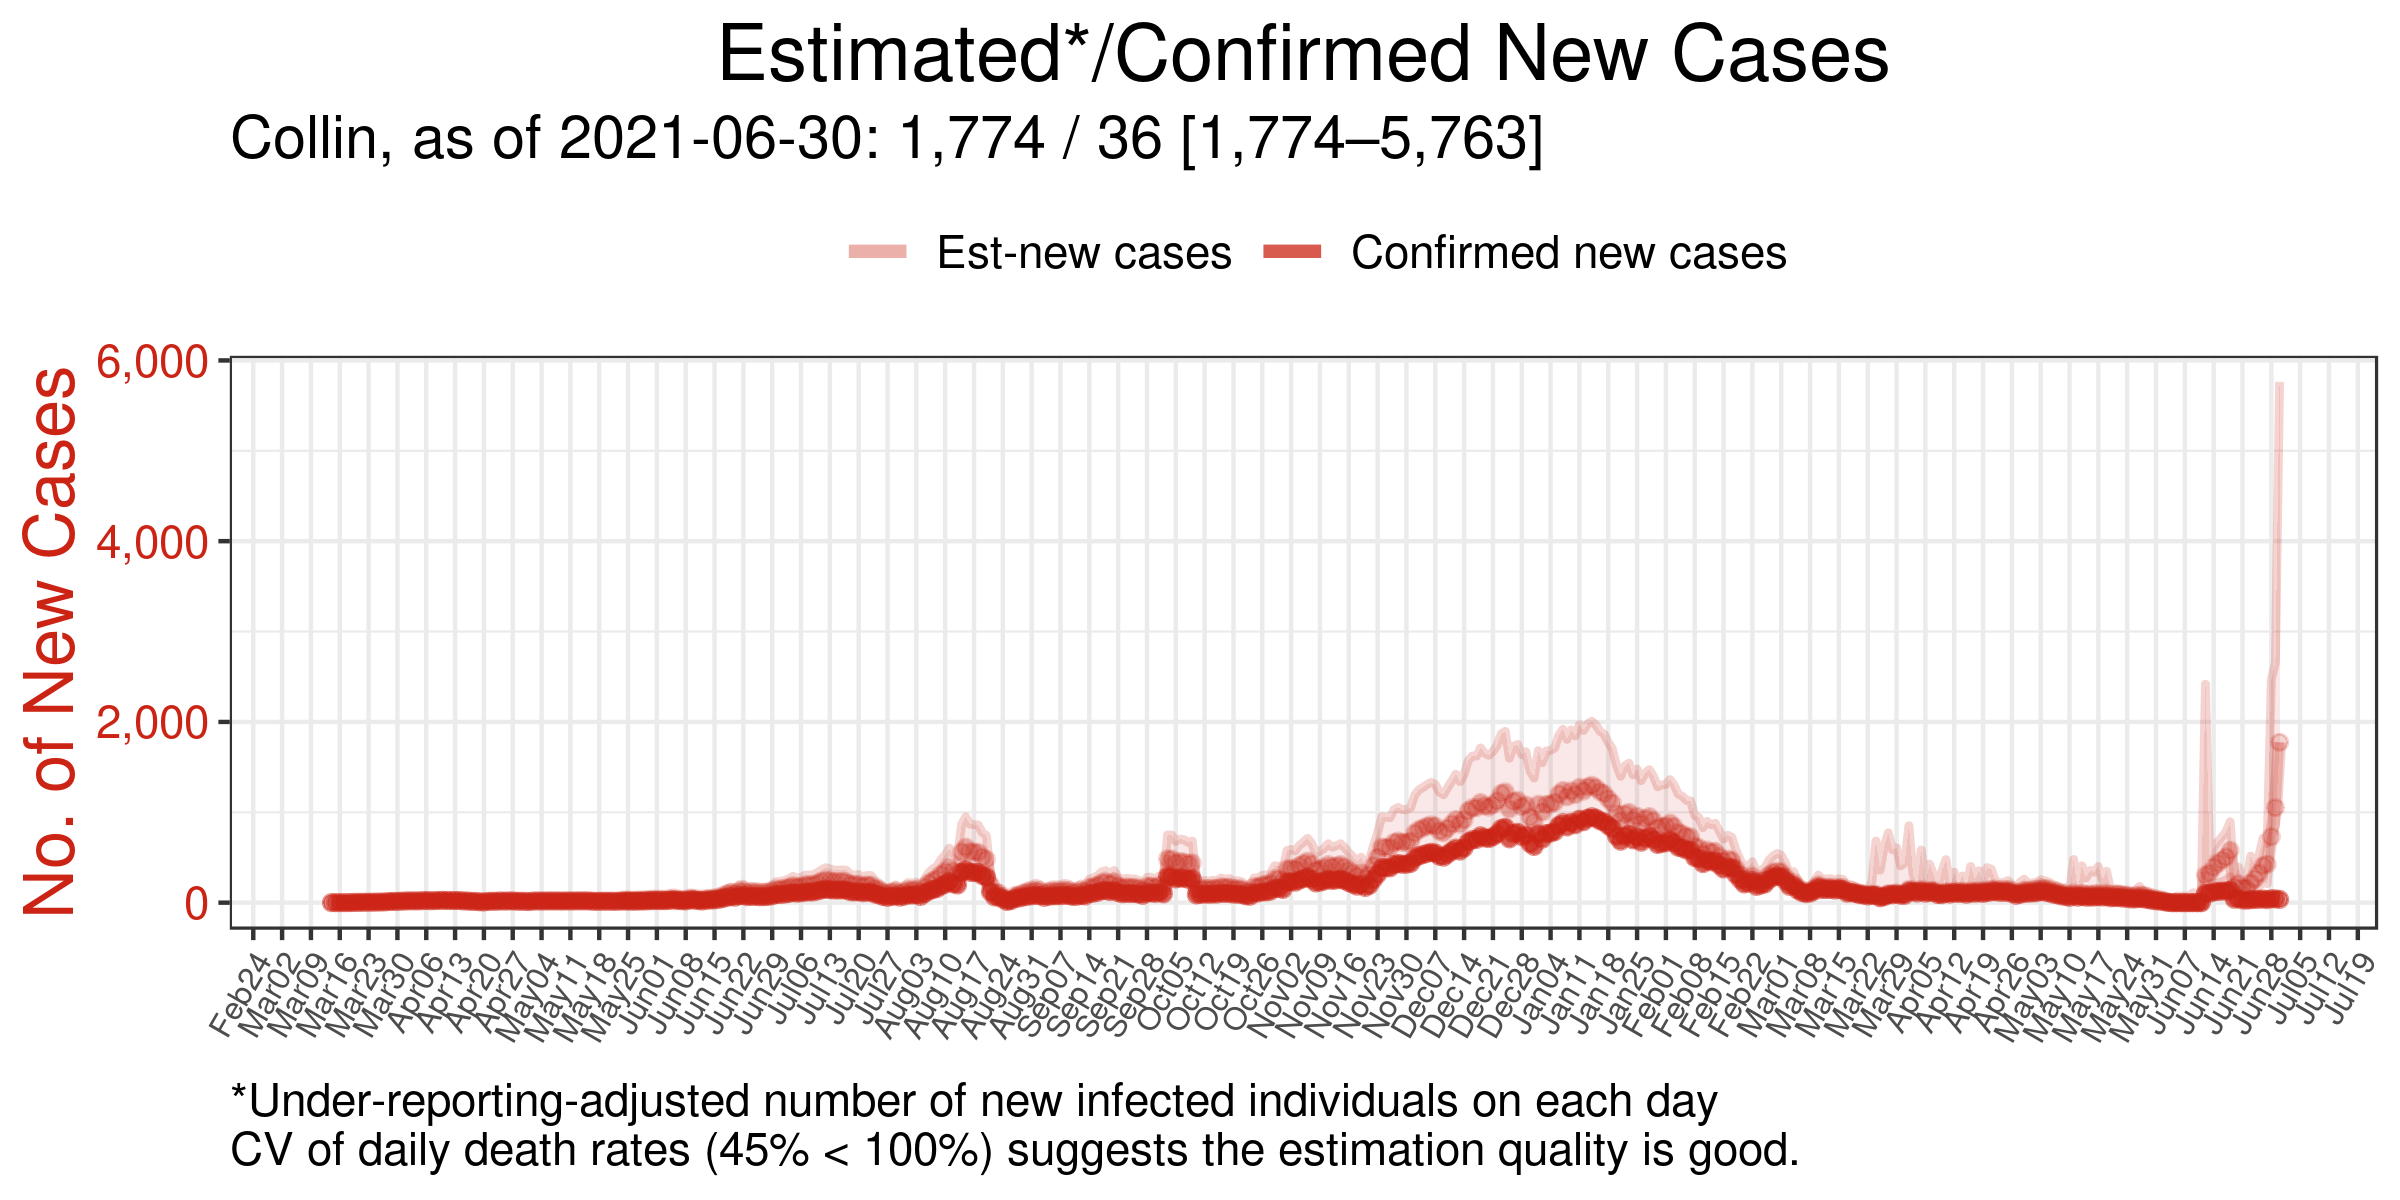 Estimated*/Confirmed New Cases
Collin, as of 2021-06-30: 1,774 / 36 [1,774–5,763]
Est-new cases
Confirmed new cases
No. of New Cases
6,000
4,000
2,000
0
Feb24
Mar02
Mar09
Mar16
Mar23
Mar30
Apr06
Apr13
Apr20
Apr27
May04
May11
May18
May25
Jun01
Jun08
Jun15
Jun22
Jun29
Jul06
Jul13
Jul20
Jul27
Aug03
Aug10
Aug17
Aug24
Aug31
Sep07
Sep14
Sep21
Sep28
Oct05
Oct12
Oct19
Oct26
Nov02
Nov09
Nov16
Nov23
Nov30
Dec07
Dec14
Dec21
Dec28
Jan04
Jan11
Jan18
Jan25
Feb01
Feb08
Feb15
Feb22
Mar01
Mar08
Mar15
Mar22
Mar29
Apr05
Apr12
Apr19
Apr26
May03
May10
May17
May24
May31
Jun07
Jun14
Jun21
Jun28
Jul05
Jul12
Jul19
*Under-reporting-adjusted number of new infected individuals on each day
CV of daily death rates (45% < 100%) suggests the estimation quality is good.